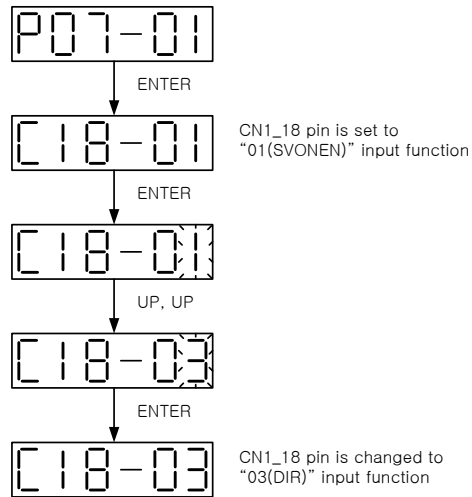 P07-01
ENTER
C18-01
CN1_18 pin is set to
“01(SVONEN)” input function
ENTER
C18-01
UP, UP
C18-03
ENTER
C18-03
CN1_18 pin is changed to
“03(DIR)” input function